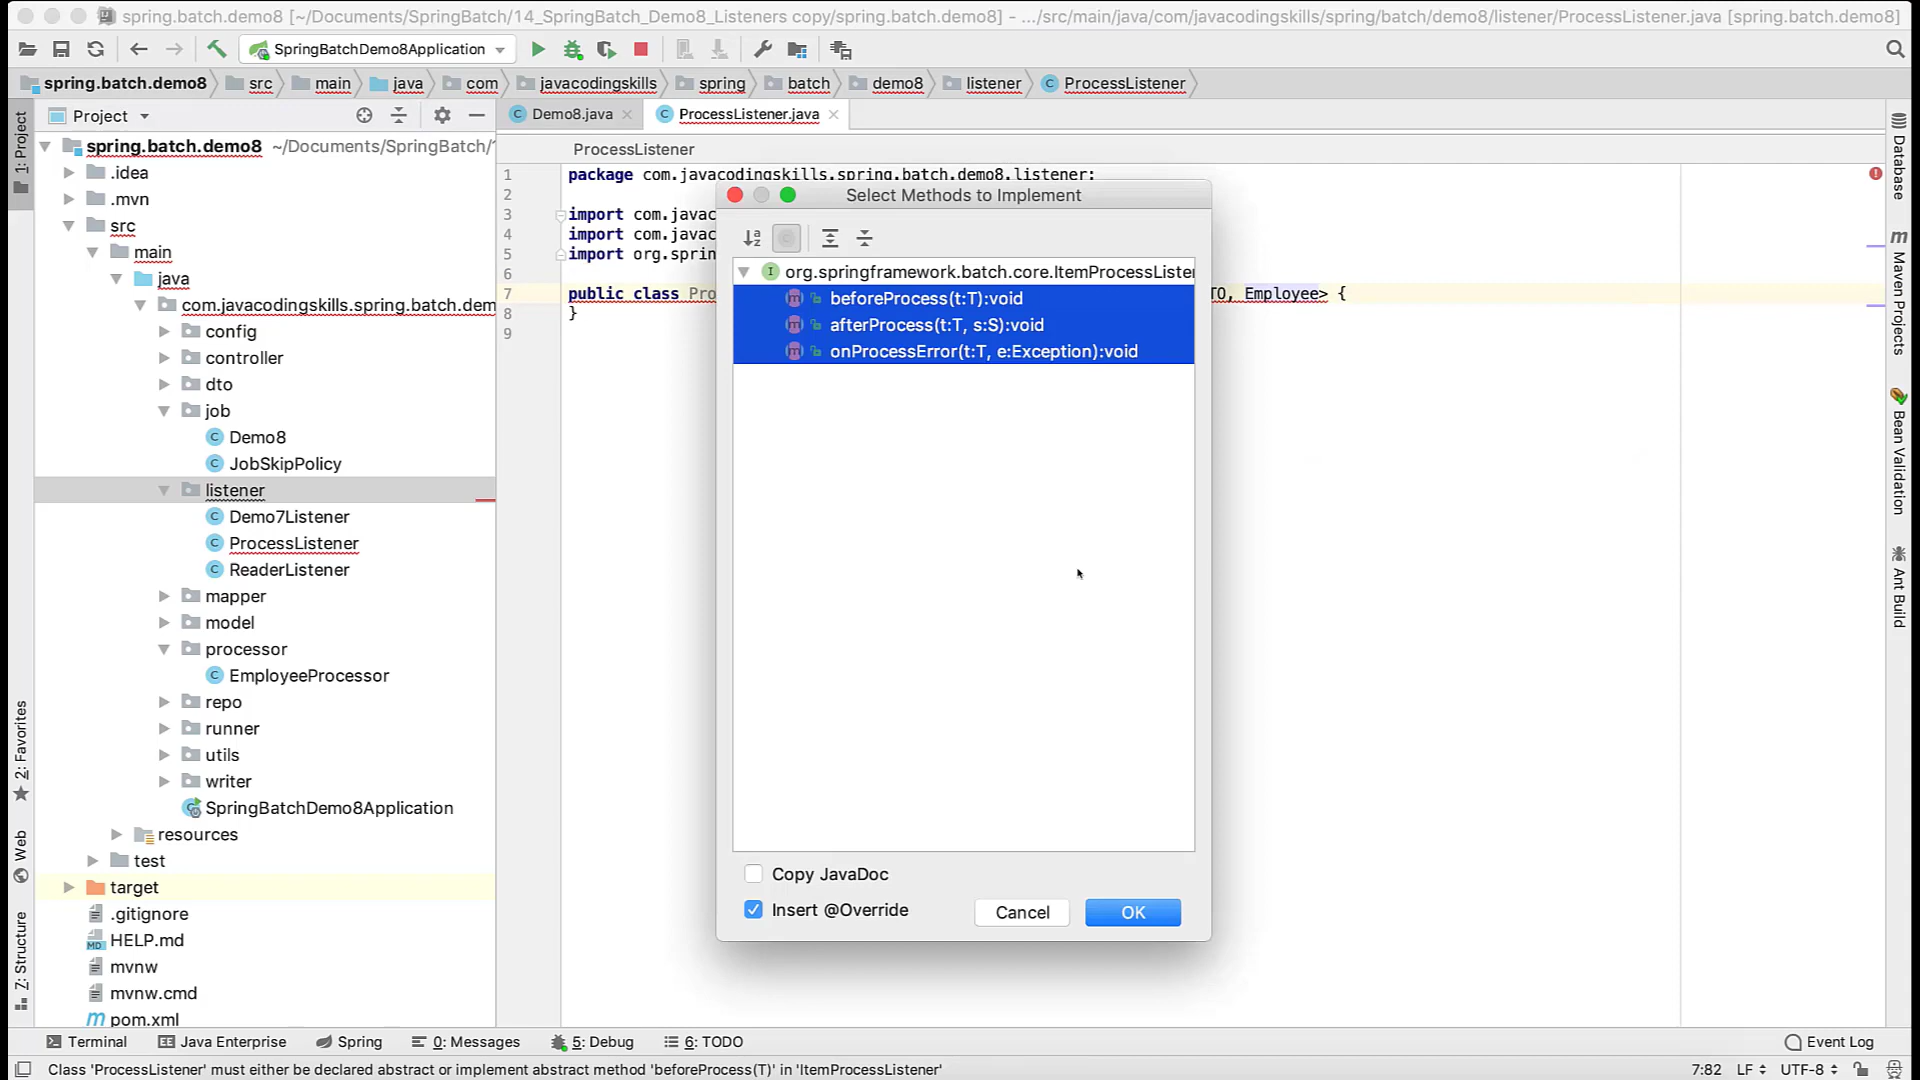 spring.batch.demo8 [~/Documents/SpringBatch/14_SpringBatch_Demo8_Listeners copy/spring.batch.demo8] - .../src/main/java/com/javacodingskills/spring/batch/demo8/listener/ProcessListener.java [spring.batch.demo8]
SpringBatchDemo8Application
spring.batch.demo8 src main java com javacodingskills spring batch demo8 listener ProcessListener
Project
Demo8.java
ProcessListener.java
ProcessListener
spring.batch.demo8 ~/Documents/SpringBatch/
.idea
.mvn
src
main
java
com.javacodingskills.spring.batch.dem
config
controller
dto
job
Demo8
JobSkipPolicy
listener
Demo7Listener
ProcessListener
ReaderListener
mapper
model
processor
EmployeeProcessor
repo
runner
utils
writer
SpringBatchDemo8Application
resources
test
target
.gitignore
HELP.md
mvnw
mvnw.cmd
pom.xml
1 package com.javacodingskills.spring.batch.demo8.listener;
2
3 import com.javac
4 import com.javac
5 import org.sprin
6
7 public class Pro TO, Employee> {
8 }
9
Select Methods to Implement
org.springframework.batch.core.ItemProcessListe
beforeProcess(t:T):void
afterProcess(t:T, s:S):void
onProcessError(t:T, e:Exception):void
Copy JavaDoc
Insert @Override
Cancel
OK
1: Project
2: Favorites
Web
7: Structure
Database
Maven Projects
Bean Validation
Ant Build
Terminal Java Enterprise Spring 0: Messages 5: Debug 6: TODO Event Log
Class 'ProcessListener' must either be declared abstract or implement abstract method 'beforeProcess(T)' in 'ItemProcessListener' 7:82 LF UTF-8